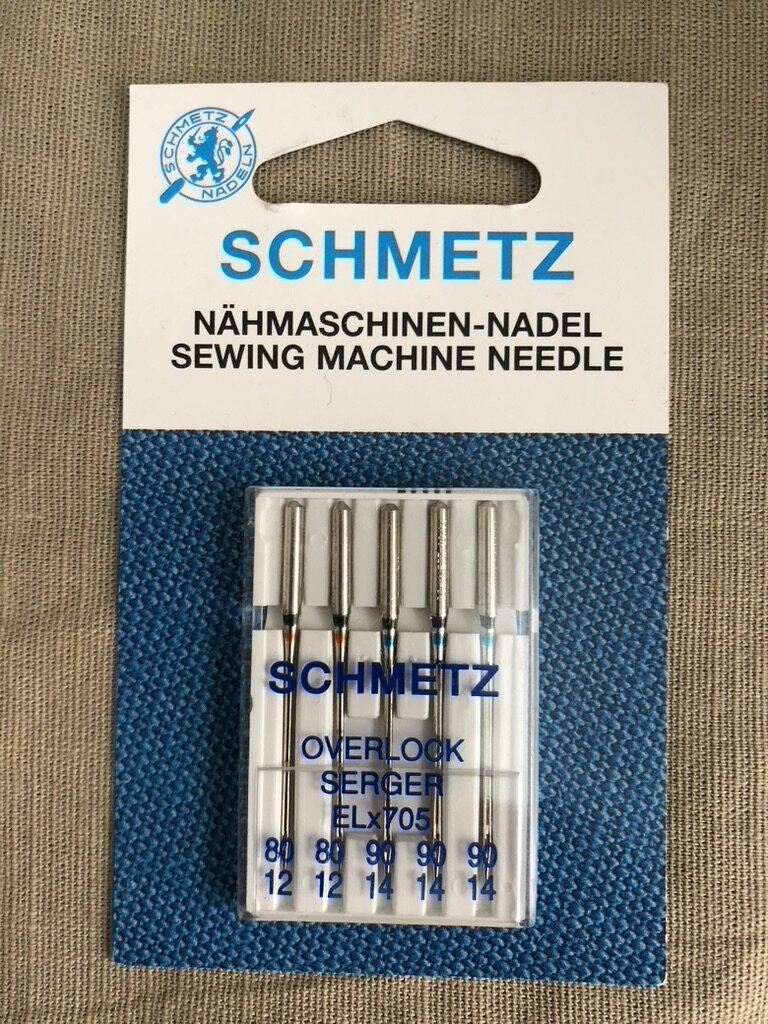 SCHMETZ
NADELN
SCHMETZ
NÄHMASCHINEN-NADEL
SEWING MACHINE NEEDLE
SCHMETZ
OVERLOCK
SERGER
ELx705
80 80 90 90 90
12 12 14 14 14